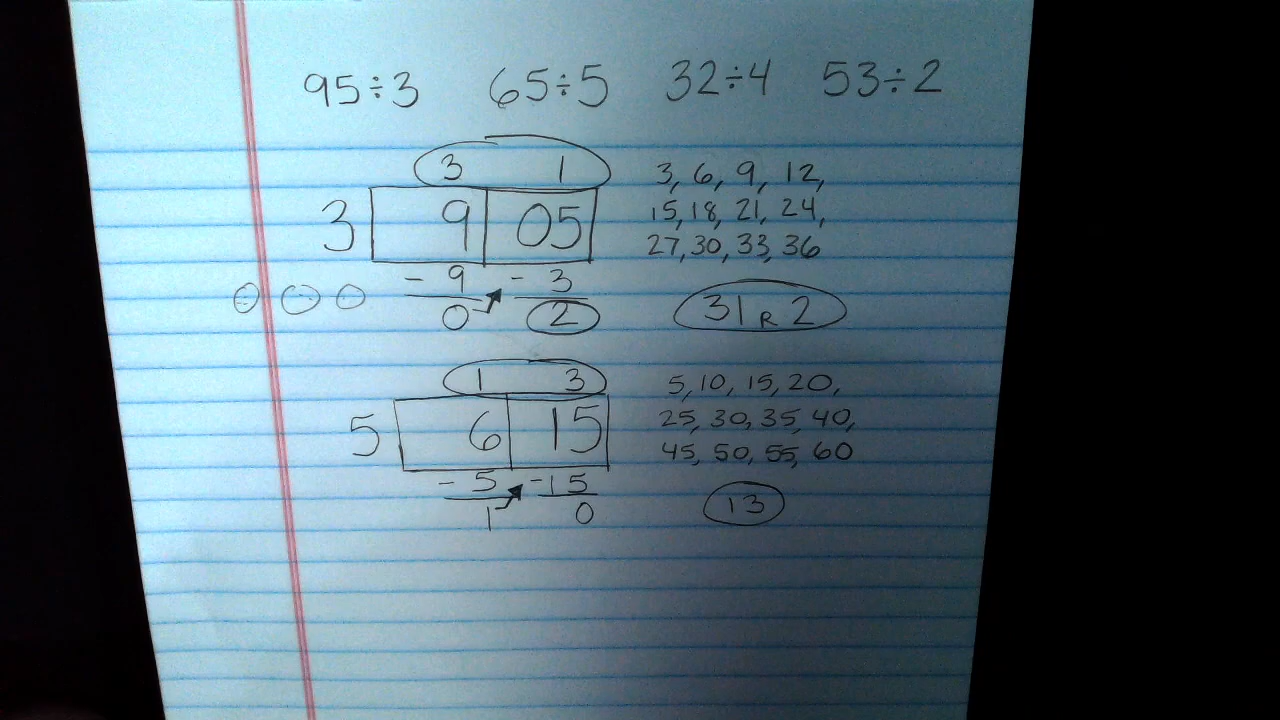 95÷3 65÷5 32÷4 53÷2
3 1 3, 6, 9, 12,
3 9 05 15, 18, 21, 24,
27, 30, 33, 36
- 9 - 3
0 2 31 R 2
1 3 5, 10, 15, 20,
5 6 15 25, 30, 35, 40,
45, 50, 55, 60
- 5 -15
1 0 13